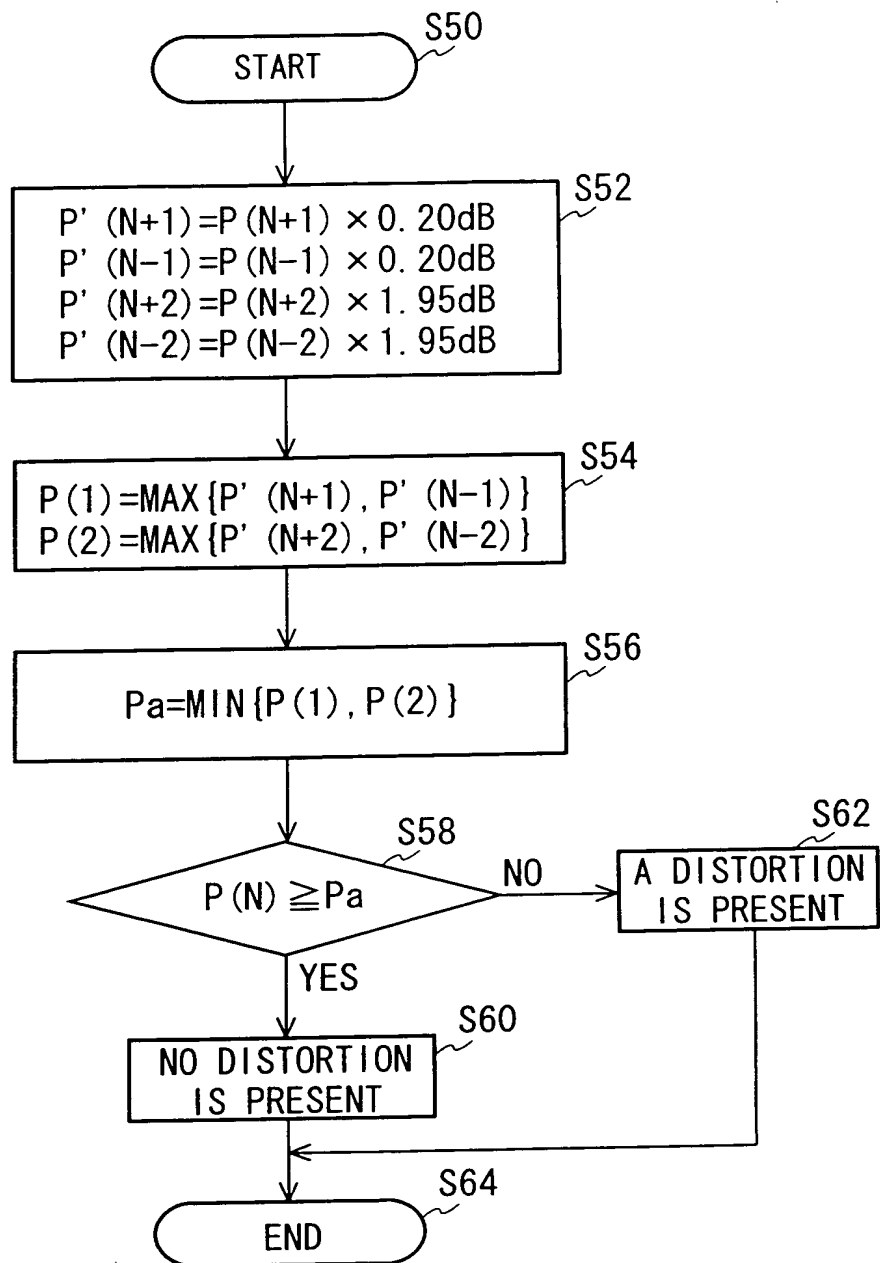 S50
START
S52
P' (N+1)=P(N+1) × 0.20dB
P' (N-1)=P(N-1) × 0.20dB
P' (N+2)=P(N+2) × 1.95dB
P' (N-2)=P(N-2) × 1.95dB
S54
P(1)=MAX{P' (N+1), P' (N-1)}
P(2)=MAX{P' (N+2), P' (N-2)}
S56
Pa=MIN{P(1), P(2)}
S58
P(N) ≧Pa
NO
S62
A DISTORTION
IS PRESENT
YES
S60
NO DISTORTION
IS PRESENT
S64
END